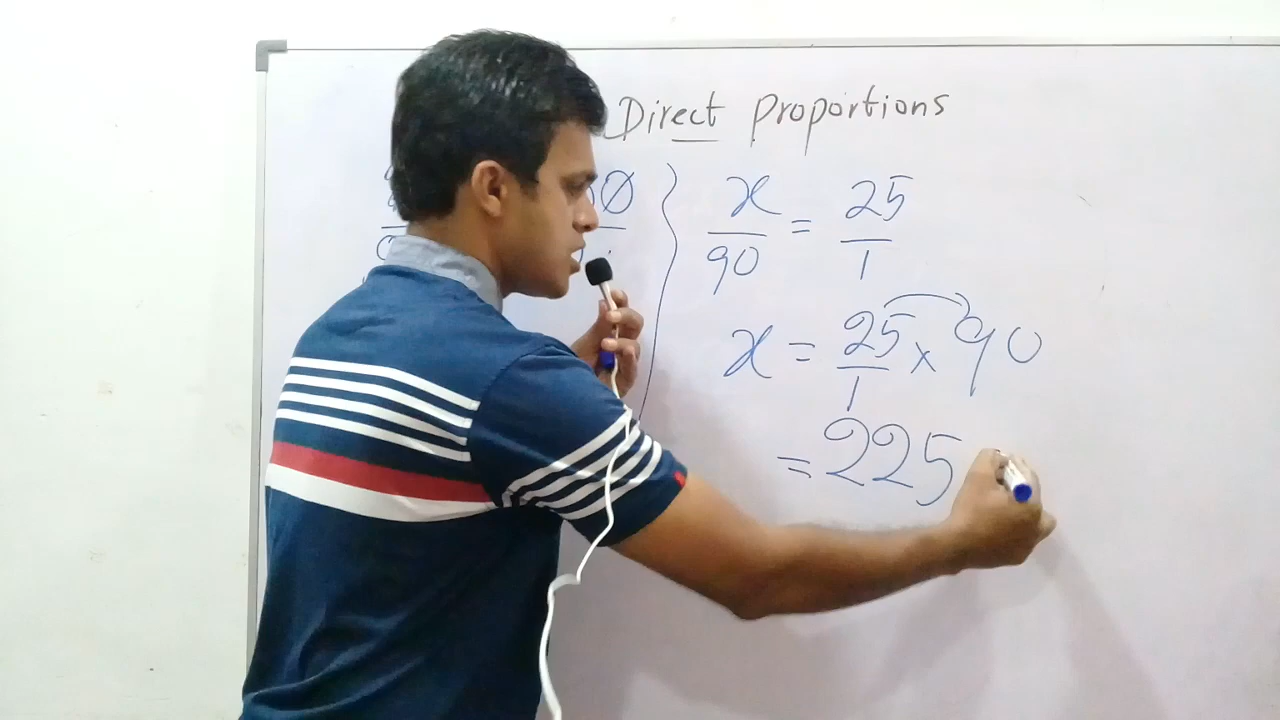 Direct Proportions
x/90 = 25/1
x = 25/1 × 90
= 225